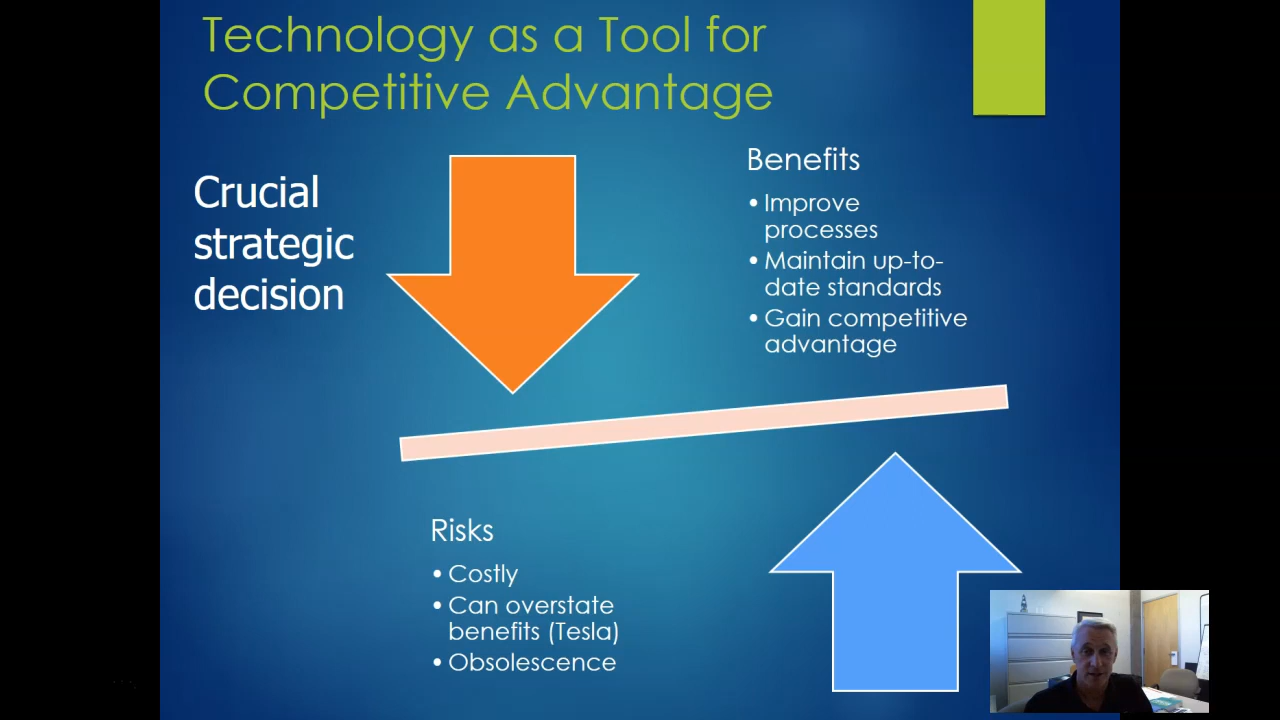 Technology as a Tool for
Competitive Advantage
Crucial
strategic
decision
Benefits
• Improve
processes
• Maintain up-to-
date standards
• Gain competitive
advantage
Risks
• Costly
• Can overstate
benefits (Tesla)
• Obsolescence